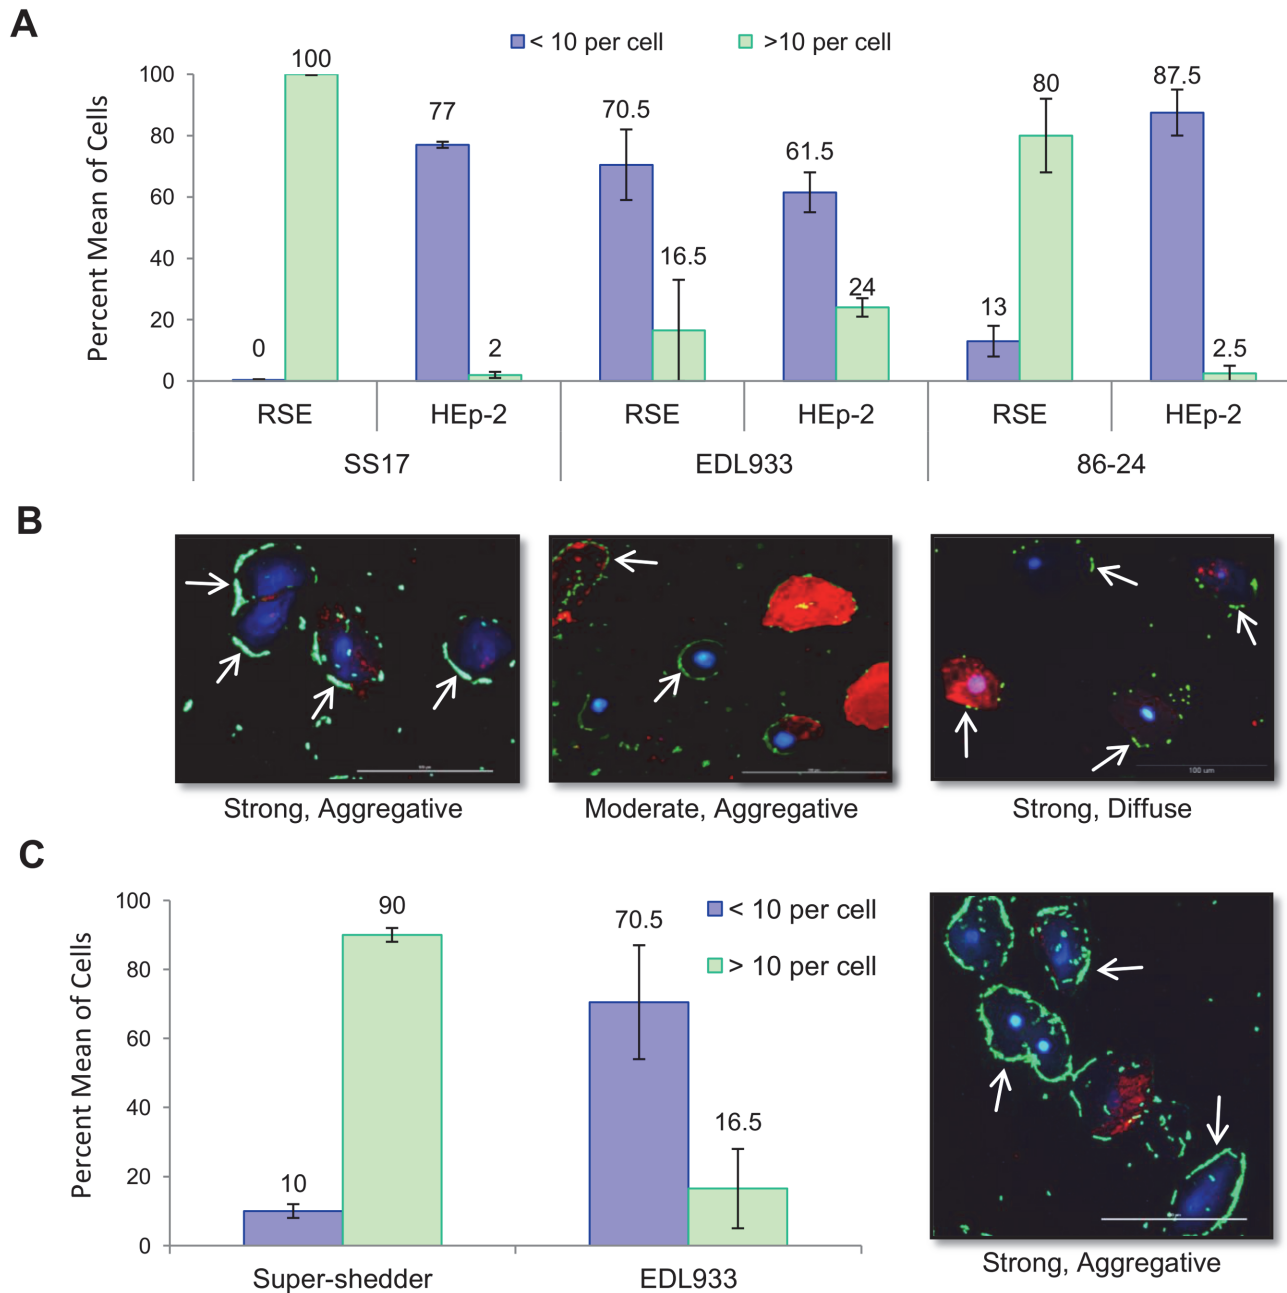 A
< 10 per cell >10 per cell
Percent Mean of Cells
100
80
60
40
20
0
0
100
77
2
70.5
16.5
61.5
24
13
80
87.5
2.5
RSE HEp-2 RSE HEp-2 RSE HEp-2
SS17 EDL933 86-24
B
100 um
Strong, Aggregative Moderate, Aggregative Strong, Diffuse
C
Percent Mean of Cells
100
80
60
40
20
0
10
90
70.5
16.5
< 10 per cell
> 10 per cell
Super-shedder EDL933
Strong, Aggregative